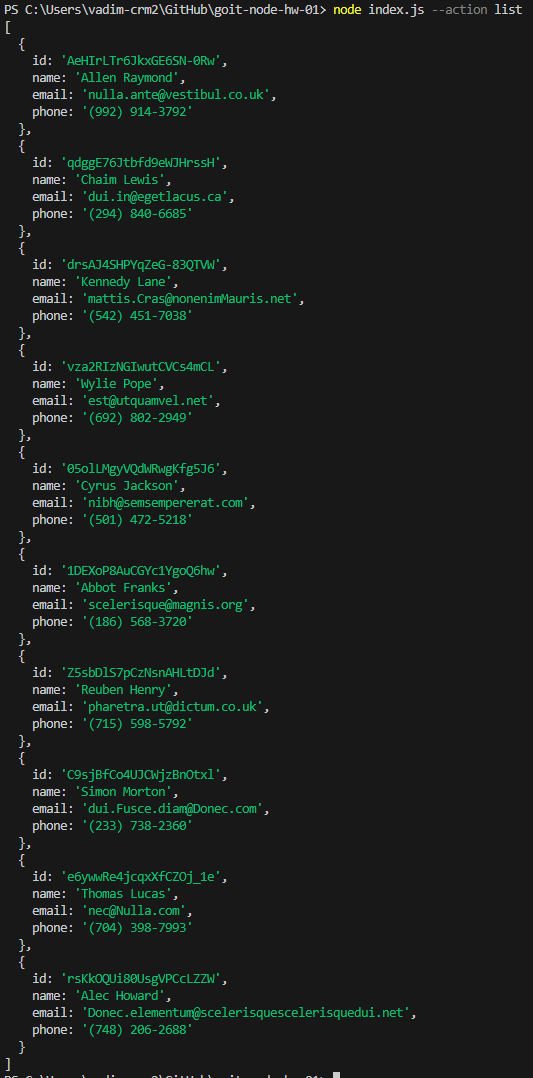 PS C:\Users\vadim-crm2\GitHub\goit-node-hw-01> node index.js --action list
[
  {
    id: 'AeHIrLTr6JkxGE6SN-0Rw',
    name: 'Allen Raymond',
    email: 'nulla.ante@vestibul.co.uk',
    phone: '(992) 914-3792'
  },
  {
    id: 'qdggE76Jtbfd9eWJHrssH',
    name: 'Chaim Lewis',
    email: 'dui.in@egetlacus.ca',
    phone: '(294) 840-6685'
  },
  {
    id: 'drsAJ4SHPYqZeG-83QTVW',
    name: 'Kennedy Lane',
    email: 'mattis.Cras@nonenimMauris.net',
    phone: '(542) 451-7038'
  },
  {
    id: 'vza2RIzNGIwutCVCs4mCL',
    name: 'Wylie Pope',
    email: 'est@utquamvel.net',
    phone: '(692) 802-2949'
  },
  {
    id: '05olLMgyVQdWRwgKfg5J6',
    name: 'Cyrus Jackson',
    email: 'nibh@semsempererat.com',
    phone: '(501) 472-5218'
  },
  {
    id: '1DEXoP8AuCGYc1YgoQ6hw',
    name: 'Abbot Franks',
    email: 'scelerisque@magnis.org',
    phone: '(186) 568-3720'
  },
  {
    id: 'Z5sbDlS7pCzNsnAHLtDJd',
    name: 'Reuben Henry',
    email: 'pharetra.ut@dictum.co.uk',
    phone: '(715) 598-5792'
  },
  {
    id: 'C9sjBfCo4UJCWjzBnOtxl',
    name: 'Simon Morton',
    email: 'dui.Fusce.diam@Donec.com',
    phone: '(233) 738-2360'
  },
  {
    id: 'e6ywwRe4jcqxXfCZOj_1e',
    name: 'Thomas Lucas',
    email: 'nec@Nulla.com',
    phone: '(704) 398-7993'
  },
  {
    id: 'rsKkOQUi80UsgVPCcLZZW',
    name: 'Alec Howard',
    email: 'Donec.elementum@scelerisquescelerisquedui.net',
    phone: '(748) 206-2688'
  }
]
PS C:\Users\vadim-crm2\GitHub\goit-node-hw-01>